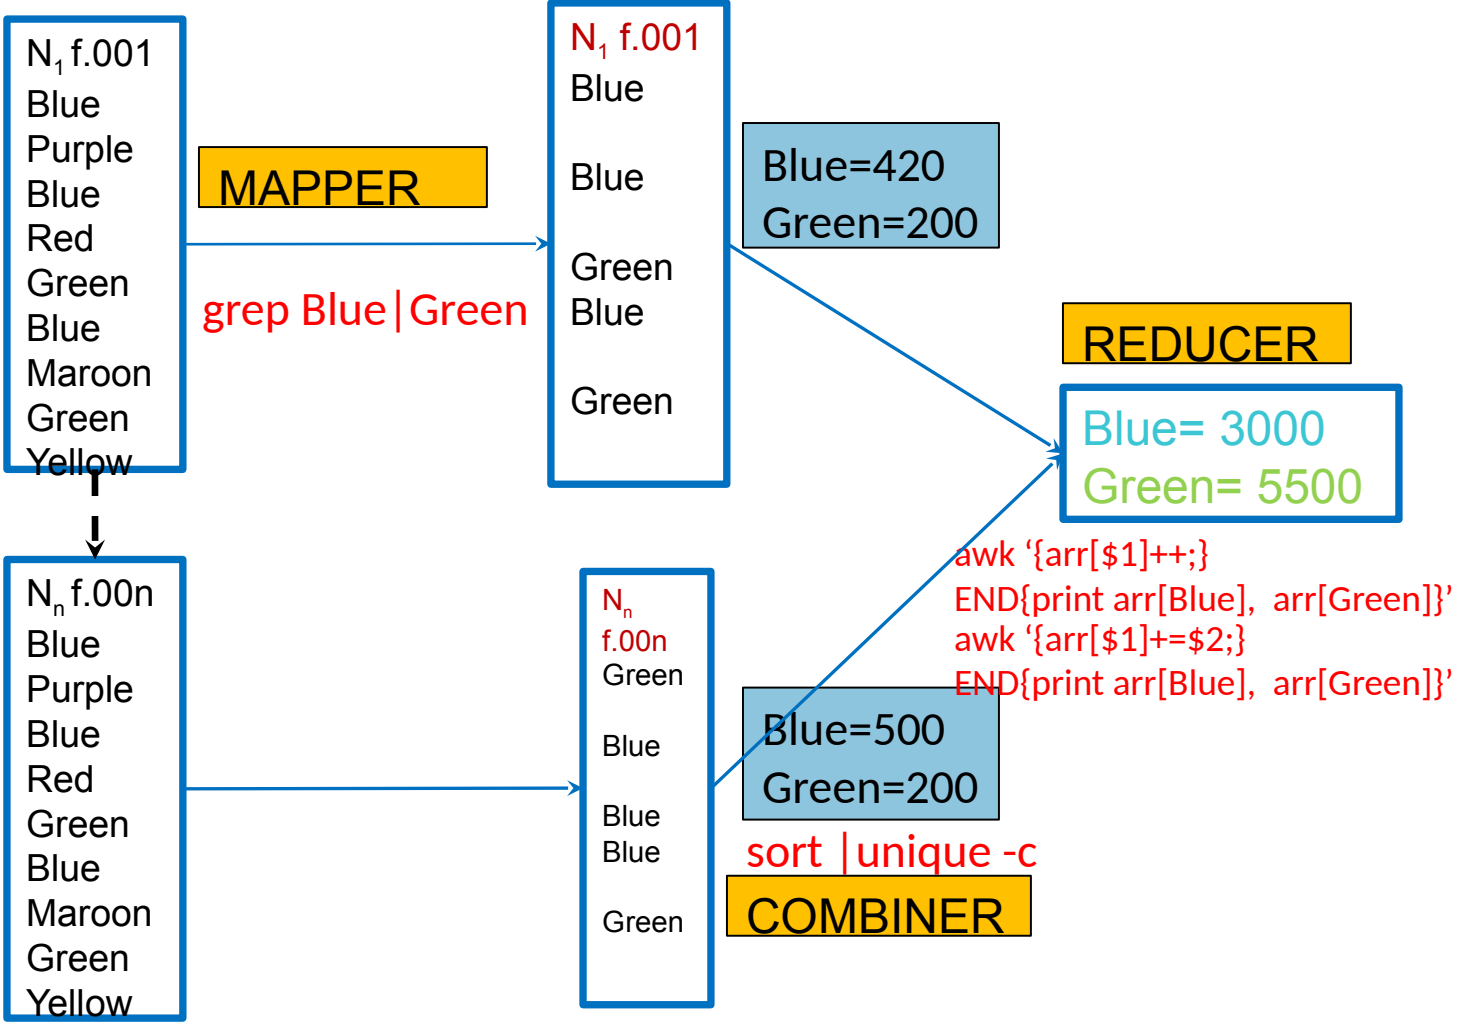 N1 f.001
Blue
Purple
Blue
Red
Green
Blue
Maroon
Green
Yellow
MAPPER
grep Blue|Green
N1 f.001
Blue
Blue
Green
Blue
Green
Blue=420
Green=200
REDUCER
Blue= 3000
Green= 5500
awk ‘{arr[$1]++;}
END{print arr[Blue], arr[Green]}’
awk ‘{arr[$1]+=$2;}
END{print arr[Blue], arr[Green]}’
Nn f.00n
Blue
Purple
Blue
Red
Green
Blue
Maroon
Green
Yellow
Nn
f.00n
Green
Blue
Blue
Blue
Green
Blue=500
Green=200
sort |unique -c
COMBINER